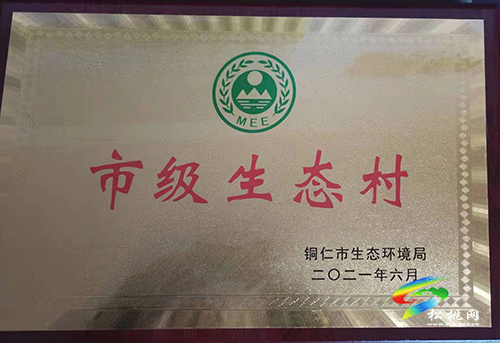 MEE
市级生态村
铜仁市生态环境局
二〇二一年六月
松桃网